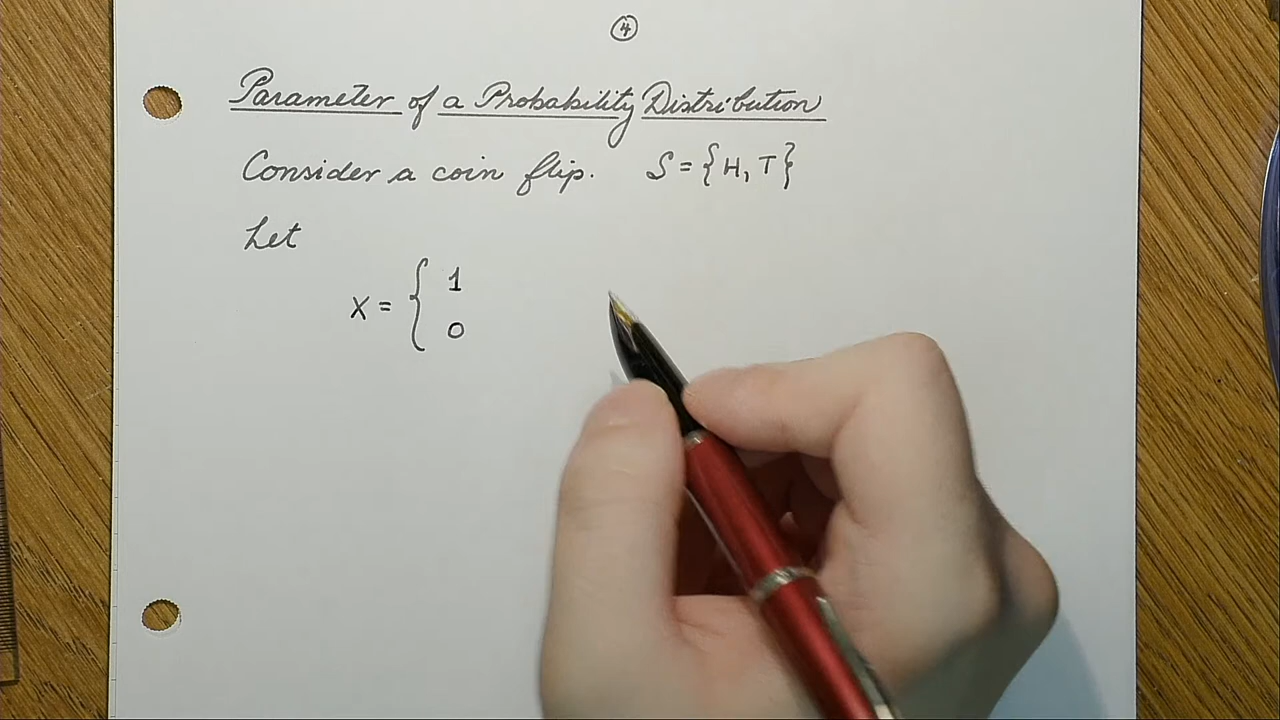 ④
Parameter of a Probability Distribution
Consider a coin flip. S = {H, T}
Let
X = { 1
0